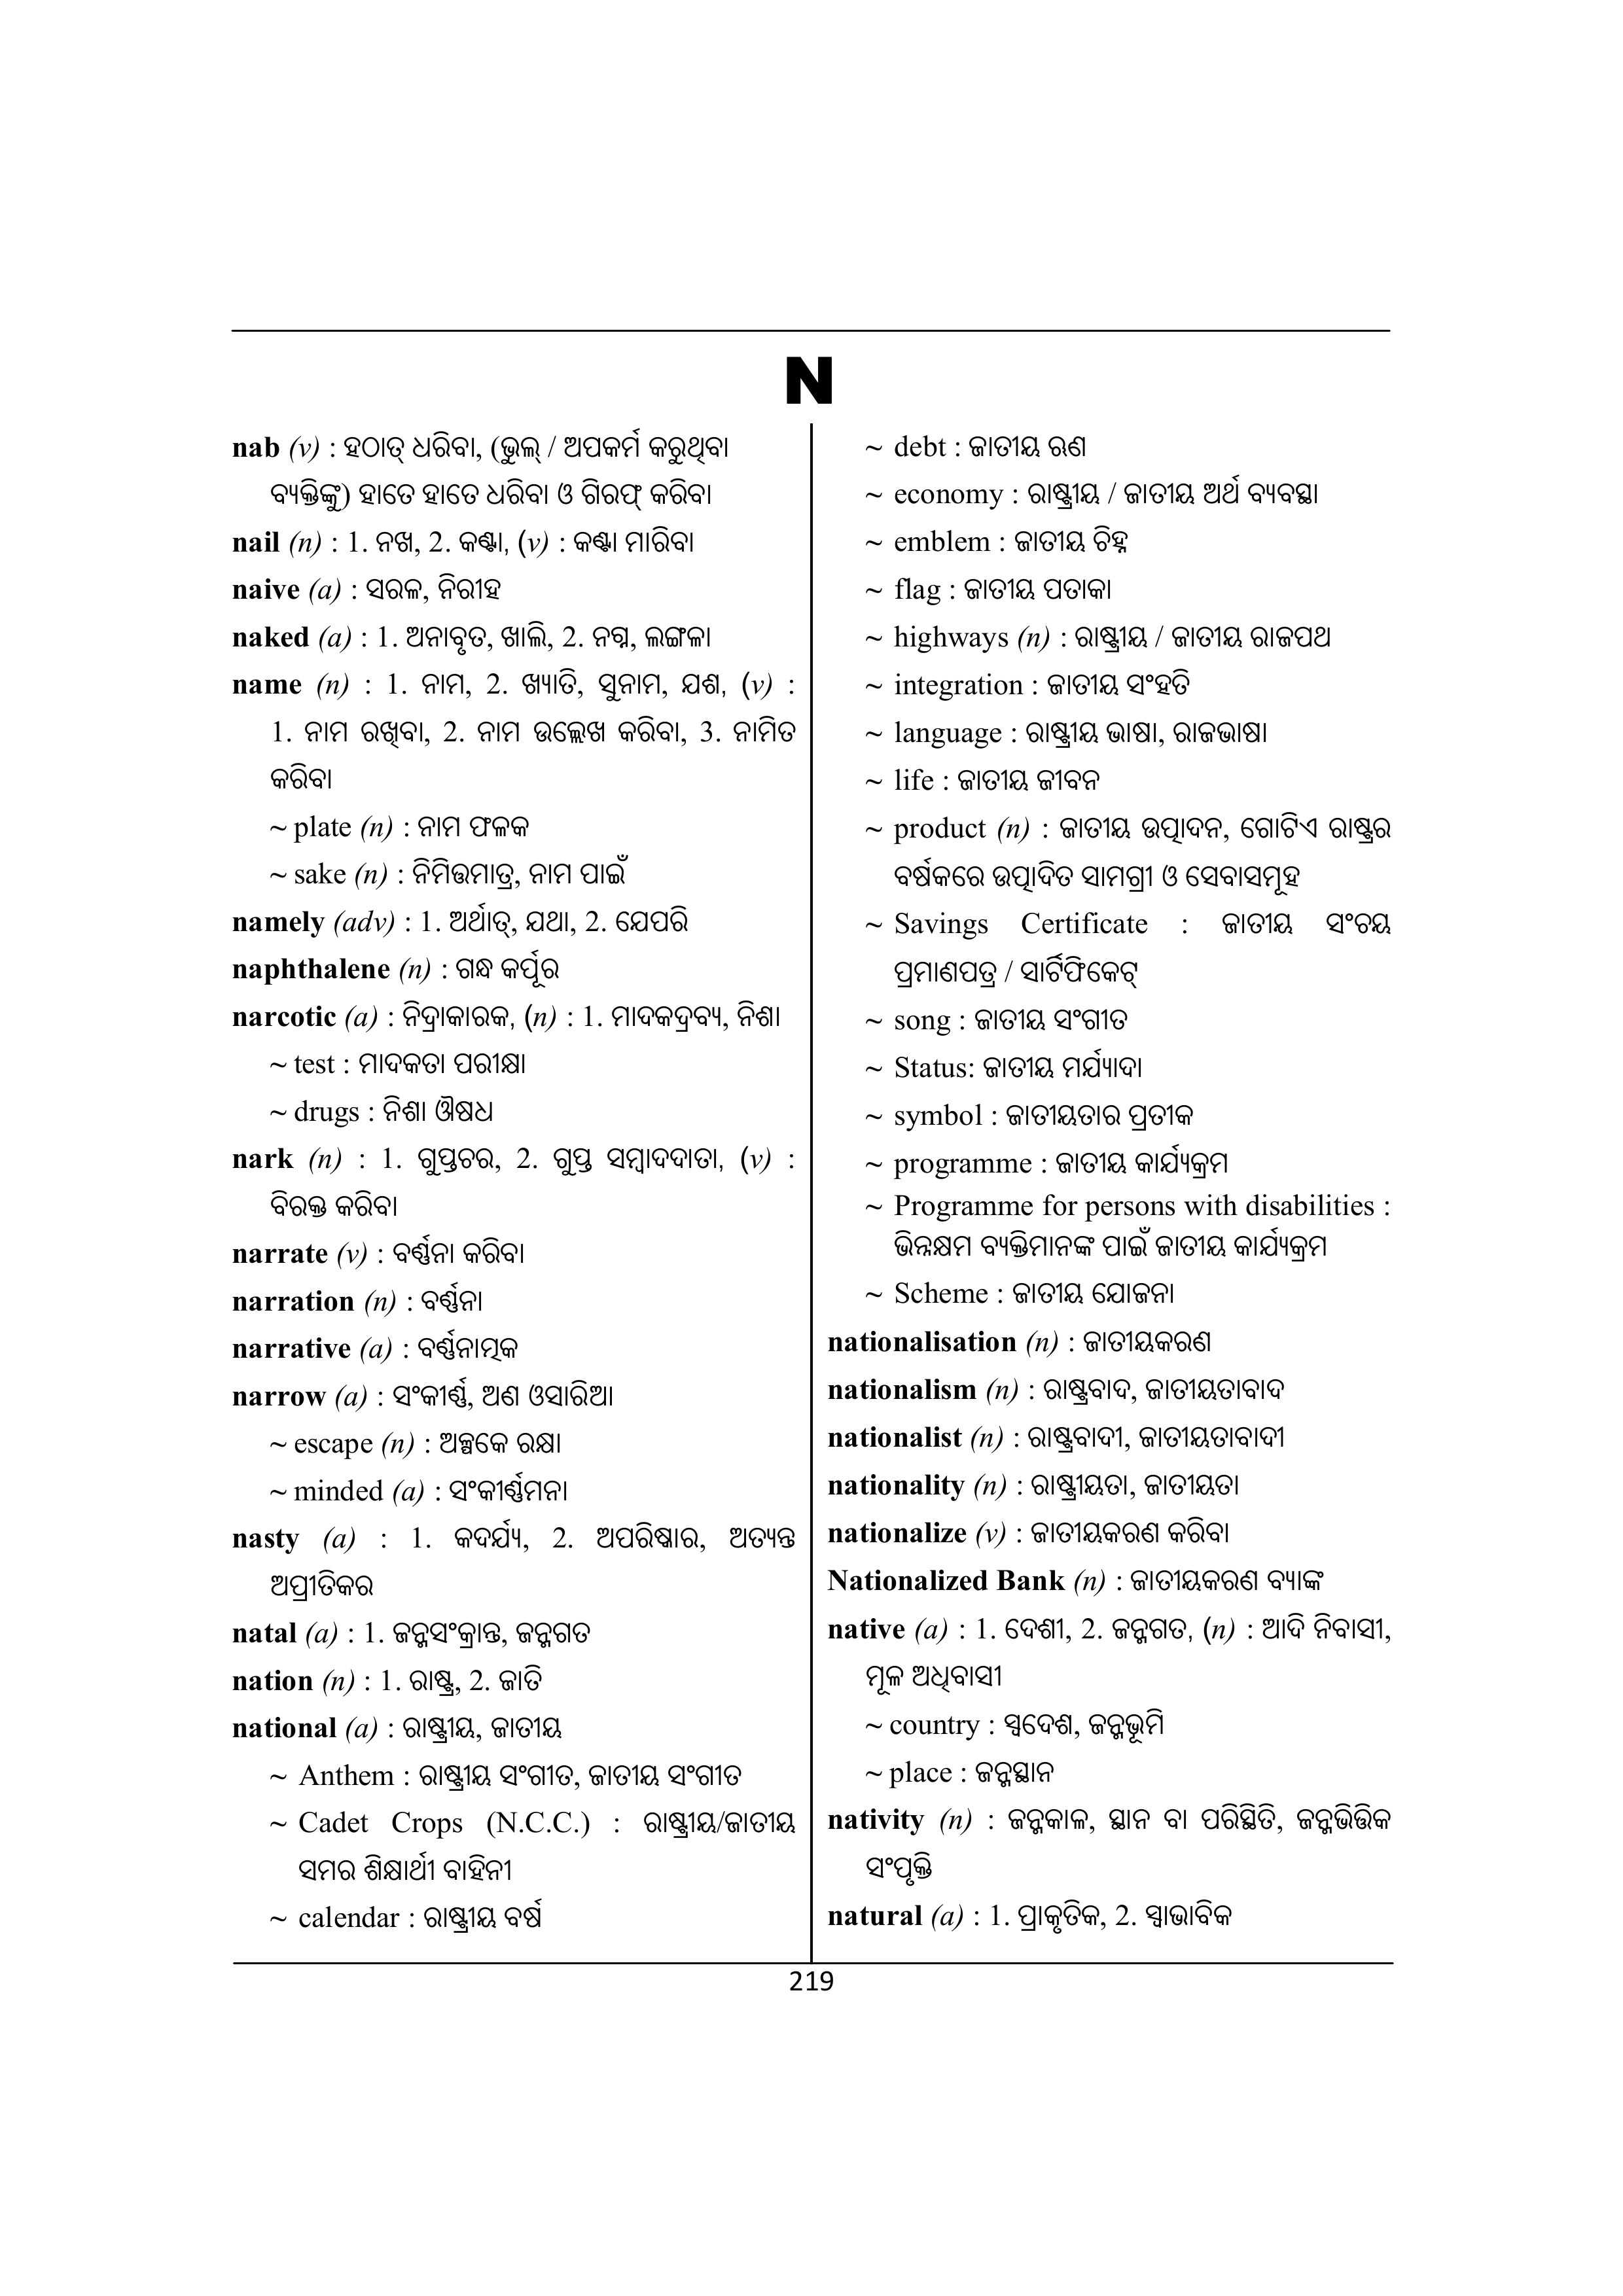 N
nab (v) : ହଠାତ୍ ଧରିବା, (ଭୁଲ୍ / ଅପକର୍ମ କରୁଥିବା
ବ୍ୟକ୍ତିଙ୍କୁ) ହାତେ ହାତେ ଧରିବା ଓ ଗିରଫ୍ କରିବା
nail (n) : 1. ନଖ, 2. କଣ୍ଟା, (v) : କଣ୍ଟା ମାରିବା
naive (a) : ସରଳ, ନିରୀହ
naked (a) : 1. ଅନାବୃତ, ଖାଲି, 2. ନଗ୍ନ, ଲଙ୍ଗଳା
name (n) : 1. ନାମ, 2. ଖ୍ୟାତି, ସୁନାମ, ଯଶ, (v) :
1. ନାମ ରଖିବା, 2. ନାମ ଉଲ୍ଲେଖ କରିବା, 3. ନାମିତ
କରିବା
~ plate (n) : ନାମ ଫଳକ
~ sake (n) : ନିମିଉମାତ୍ର, ନାମ ପାଇଁ
namely (adv) : 1. ଅର୍ଥାତ୍, ଯଥା, 2. ଯେପରି
naphthalene (n) : ଗନ୍ଧ କର୍ପୂର
narcotic (a) : ନିଦ୍ରାକାରକ, (n) : 1. ମାଦକଦ୍ରବ୍ୟ, ନିଶା
~ test : ମାଦକତା ପରୀକ୍ଷା
~ drugs : ନିଶା ଔଷଧ
nark (n) : 1. ଗୁପ୍ତଚର, 2. ଗୁପ୍ତ ସମ୍ବାଦଦାତା, (v) :
ବିରକ୍ତ କରିବା
narrate (v) : ବର୍ଣ୍ଣନା କରିବା
narration (n) : ବର୍ଣ୍ଣନା
narrative (a) : ବର୍ଣ୍ଣନାତ୍ମକ
narrow (a) : ସଂକୀର୍ଣ୍ଣ, ଅଣ ଓସାରିଆ
~ escape (n) : ଅଳ୍ପକେ ରକ୍ଷା
~ minded (a) : ସଂକୀର୍ଣ୍ଣମନା
nasty (a) : 1. କଦର୍ଯ୍ୟ, 2. ଅପରିଷ୍କାର, ଅତ୍ୟନ୍ତ
ଅପ୍ରୀତିକର
natal (a) : 1. ଜନ୍ମସଂକ୍ରାନ୍ତ, ଜନ୍ମଗତ
nation (n) : 1. ରାଷ୍ଟ୍ର, 2. ଜାତି
national (a) : ରାଷ୍ଟ୍ରୀୟ, ଜାତୀୟ
~ Anthem : ରାଷ୍ଟ୍ରୀୟ ସଂଗୀତ, ଜାତୀୟ ସଂଗୀତ
~ Cadet Crops (N.C.C.) : ରାଷ୍ଟ୍ରୀୟ/ଜାତୀୟ
ସମର ଶିକ୍ଷାର୍ଥୀ ବାହିନୀ
~ calendar : ରାଷ୍ଟ୍ରୀୟ ବର୍ଷ
~ debt : ଜାତୀୟ ଋଣ
~ economy : ରାଷ୍ଟ୍ରୀୟ / ଜାତୀୟ ଅର୍ଥ ବ୍ୟବସ୍ଥା
~ emblem : ଜାତୀୟ ଚିହ୍ନ
~ flag : ଜାତୀୟ ପତାକା
~ highways (n) : ରାଷ୍ଟ୍ରୀୟ / ଜାତୀୟ ରାଜପଥ
~ integration : ଜାତୀୟ ସଂହତି
~ language : ରାଷ୍ଟ୍ରୀୟ ଭାଷା, ରାଜଭାଷା
~ life : ଜାତୀୟ ଜୀବନ
~ product (n) : ଜାତୀୟ ଉତ୍ପାଦନ, ଗୋଟିଏ ରାଷ୍ଟ୍ରର
ବର୍ଷକରେ ଉତ୍ପାଦିତ ସାମଗ୍ରୀ ଓ ସେବାସମୂହ
~ Savings Certificate : ଜାତୀୟ ସଂଚୟ
ପ୍ରମାଣପତ୍ର / ସାର୍ଟିଫିକେଟ୍
~ song : ଜାତୀୟ ସଂଗୀତ
~ Status: ଜାତୀୟ ମର୍ଯ୍ୟାଦା
~ symbol : ଜାତୀୟତାର ପ୍ରତୀକ
~ programme : ଜାତୀୟ କାର୍ଯ୍ୟକ୍ରମ
~ Programme for persons with disabilities :
ଭିନ୍ନକ୍ଷମ ବ୍ୟକ୍ତିମାନଙ୍କ ପାଇଁ ଜାତୀୟ କାର୍ଯ୍ୟକ୍ରମ
~ Scheme : ଜାତୀୟ ଯୋଜନା
nationalisation (n) : ଜାତୀୟକରଣ
nationalism (n) : ରାଷ୍ଟ୍ରବାଦ, ଜାତୀୟତାବାଦ
nationalist (n) : ରାଷ୍ଟ୍ରବାଦୀ, ଜାତୀୟତାବାଦୀ
nationality (n) : ରାଷ୍ଟ୍ରୀୟତା, ଜାତୀୟତା
nationalize (v) : ଜାତୀୟକରଣ କରିବା
Nationalized Bank (n) : ଜାତୀୟକରଣ ବ୍ୟାଙ୍କ
native (a) : 1. ଦେଶୀ, 2. ଜନ୍ମଗତ, (n) : ଆଦି ନିବାସୀ,
ମୂଳ ଅଧିବାସୀ
~ country : ସ୍ୱଦେଶ, ଜନ୍ମଭୂମି
~ place : ଜନ୍ମସ୍ଥାନ
nativity (n) : ଜନ୍ମକାଳ, ସ୍ଥାନ ବା ପରିସ୍ଥିତି, ଜନ୍ମଭିତ୍ତିକ
ସଂପୃକ୍ତି
natural (a) : 1. ପ୍ରାକୃତିକ, 2. ସ୍ୱାଭାବିକ
219